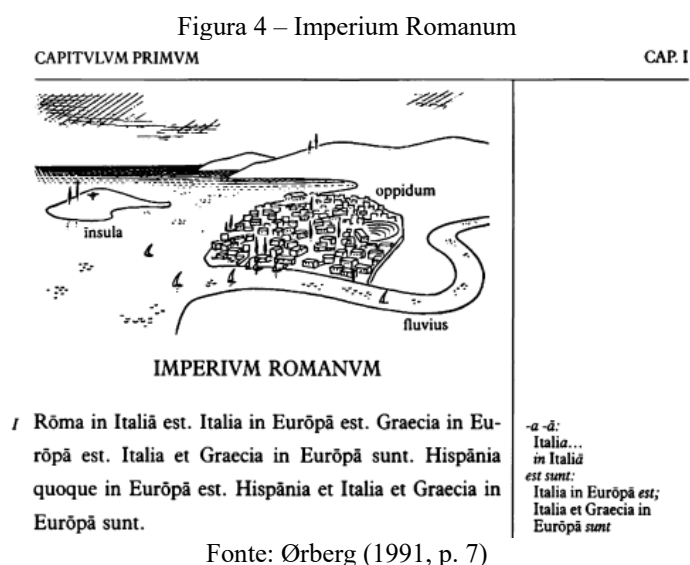 Figura 4 – Imperium Romanum
CAPITVLVM PRIMVM
CAP. I
oppidum
īnsula
fluvius
IMPERIVM ROMANVM
I Rōma in Italiā est. Italia in Eurōpā est. Graecia in Eu-
rōpā est. Italia et Graecia in Eurōpā sunt. Hispānia
quoque in Eurōpā est. Hispānia et Italia et Graecia in
Eurōpā sunt.
-a -ā:
Italia...
in Italiā
est sunt:
Italia in Eurōpā est;
Italia et Graecia in
Eurōpā sunt
Fonte: Ørberg (1991, p. 7)